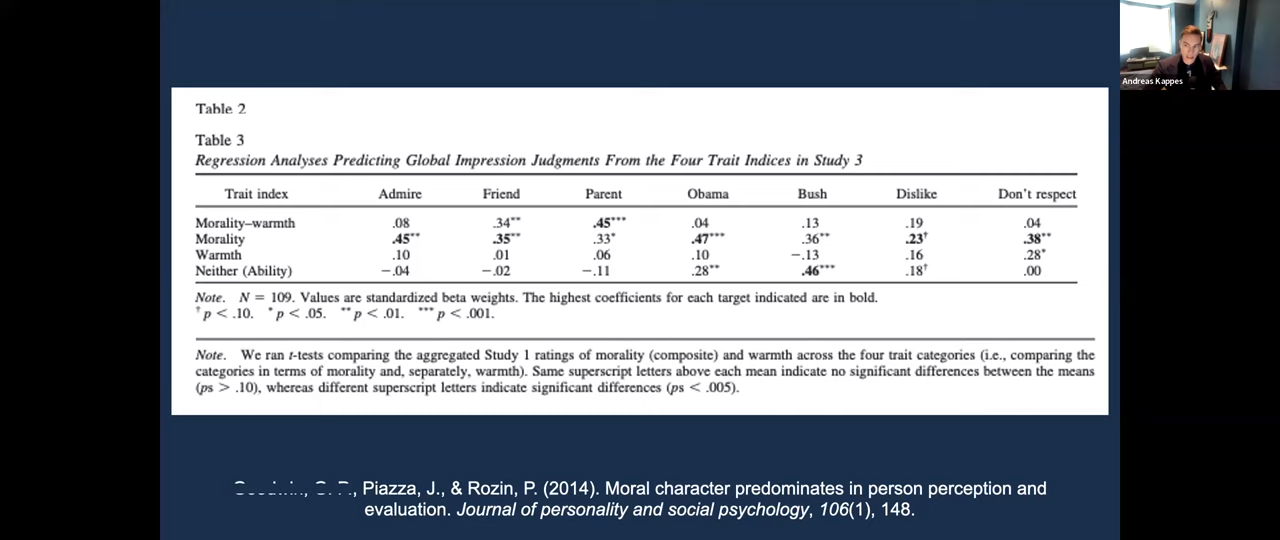 Andreas Kappes
Table 2
Table 3
Regression Analyses Predicting Global Impression Judgments From the Four Trait Indices in Study 3
Trait index Admire Friend Parent Obama Bush Dislike Don't respect
Morality–warmth .08 .34** .45*** .04 .13 .19 .04
Morality .45** .35** .33* .47*** .36** .23† .38**
Warmth .10 .01 .06 .10 −.13 .16 .28*
Neither (Ability) −.04 −.02 −.11 .28** .46*** .18† .00
Note. N = 109. Values are standardized beta weights. The highest coefficients for each target indicated are in bold.
† p < .10. * p < .05. ** p < .01. *** p < .001.
Note. We ran t-tests comparing the aggregated Study 1 ratings of morality (composite) and warmth across the four trait categories (i.e., comparing the
categories in terms of morality and, separately, warmth). Same superscript letters above each mean indicate no significant differences between the means
(ps > .10), whereas different superscript letters indicate significant differences (ps < .005).
Piazza, J., & Rozin, P. (2014). Moral character predominates in person perception and
evaluation. Journal of personality and social psychology, 106(1), 148.